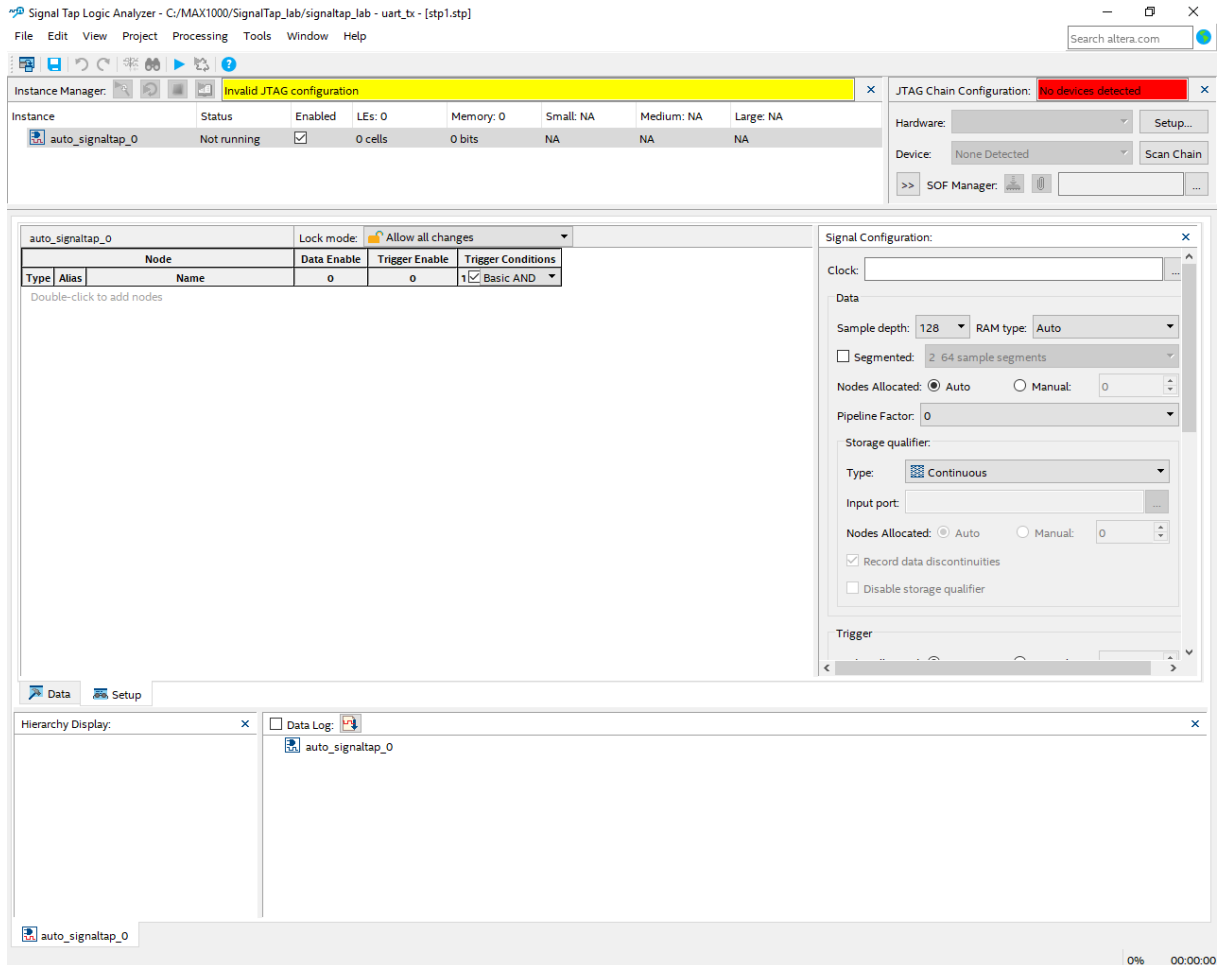 Signal Tap Logic Analyzer - C:/MAX1000/SignalTap_lab/signaltap_lab - uart_tx - [stp1.stp]
File Edit View Project Processing Tools Window Help
Search altera.com
Instance Manager: Invalid JTAG configuration
JTAG Chain Configuration: No devices detected
Instance Status Enabled LEs: 0 Memory: 0 Small: NA Medium: NA Large: NA
auto_signaltap_0 Not running 0 cells 0 bits NA NA NA
Hardware: Setup...
Device: None Detected Scan Chain
>> SOF Manager: ...
auto_signaltap_0 Lock mode: Allow all changes
Node Data Enable Trigger Enable Trigger Conditions
Type Alias Name 0 0 1 Basic AND
Double-click to add nodes
Signal Configuration:
Clock: ...
Data
Sample depth: 128 RAM type: Auto
Segmented: 2 64 sample segments
Nodes Allocated: Auto Manual: 0
Pipeline Factor: 0
Storage qualifier:
Type: Continuous
Input port: ...
Nodes Allocated: Auto Manual: 0
Record data discontinuities
Disable storage qualifier
Trigger
Data Setup
Hierarchy Display:
Data Log:
auto_signaltap_0
auto_signaltap_0
0% 00:00:00